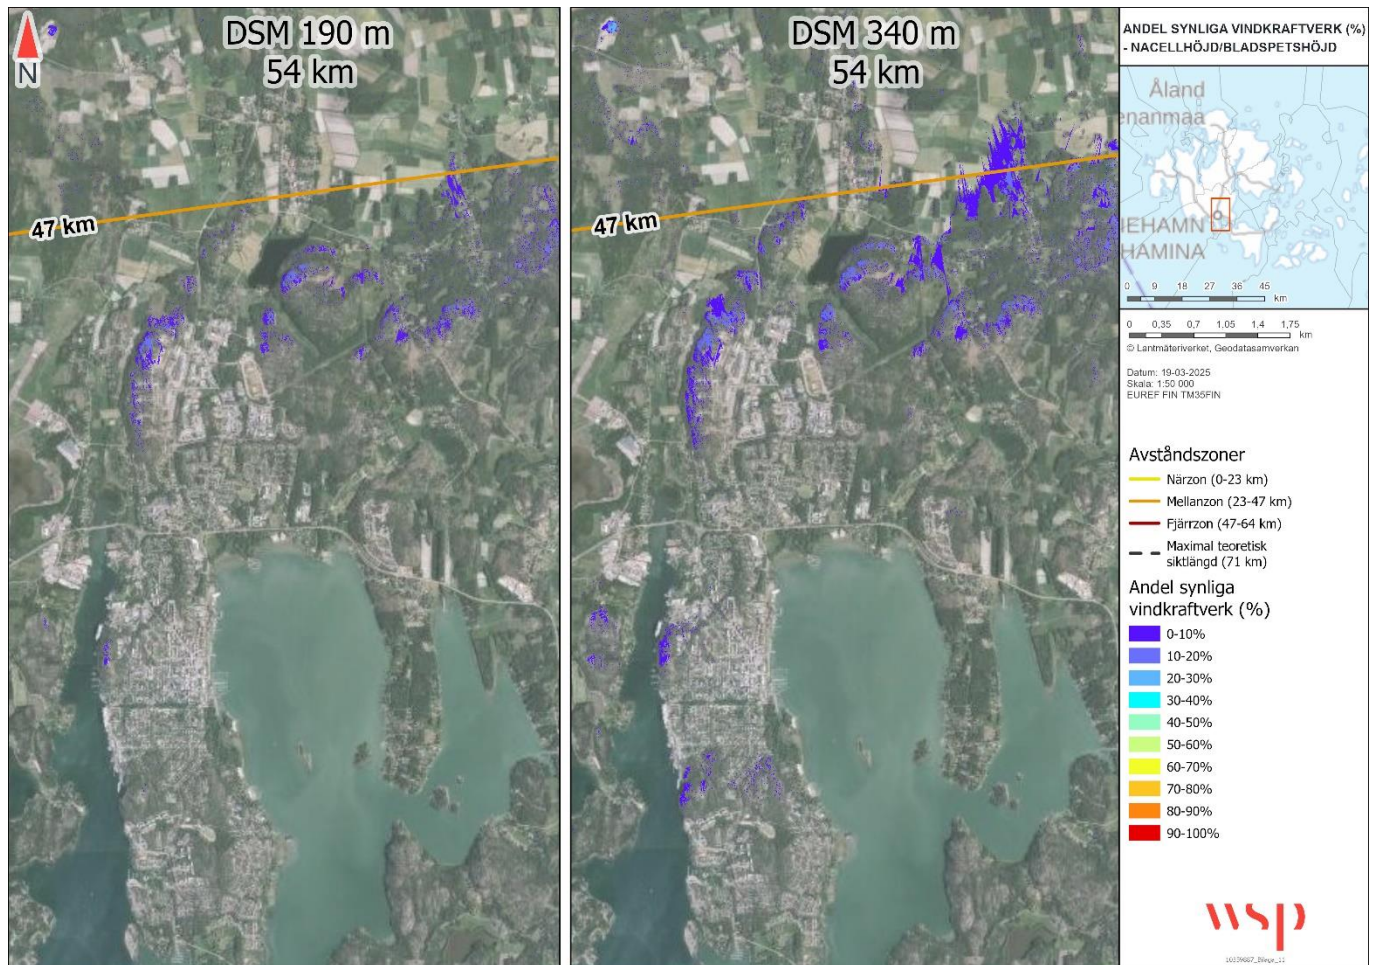 DSM 190 m
54 km
N
47 km
DSM 340 m
54 km
47 km
ANDEL SYNLIGA VINDKRAFTVERK (%)
- NACELLHÖJD/BLADSPETSHÖJD
Åland
enanmaa
IEHAMN
HAMINA
0 9 18 27 36 45
km
0 0,35 0,7 1,05 1,4 1,75
km
© Lantmäteriverket, Geodatasamverkan
Datum: 19-03-2025
Skala: 1:50 000
EUREF FIN TM35FIN
Avståndszoner
Närzon (0-23 km)
Mellanzon (23-47 km)
Fjärrzon (47-64 km)
Maximal teoretisk
siktlängd (71 km)
Andel synliga
vindkraftverk (%)
0-10%
10-20%
20-30%
30-40%
40-50%
50-60%
60-70%
70-80%
80-90%
90-100%
wsp
10359887_Bilaga_11